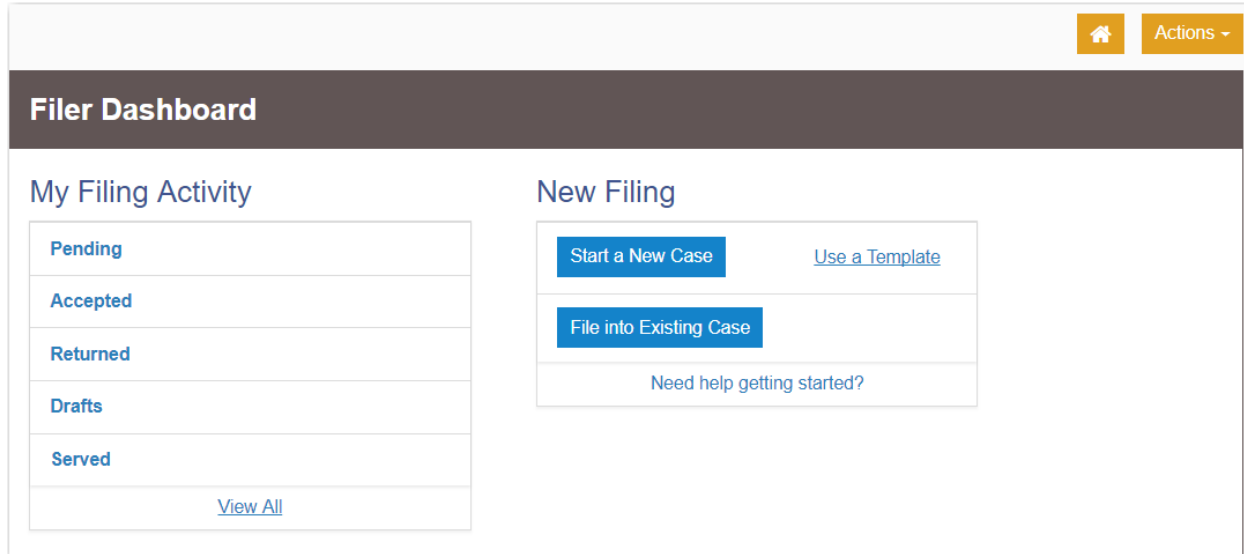 Actions
Filer Dashboard
My Filing Activity
Pending
Accepted
Returned
Drafts
Served
View All
New Filing
Start a New Case
Use a Template
File into Existing Case
Need help getting started?